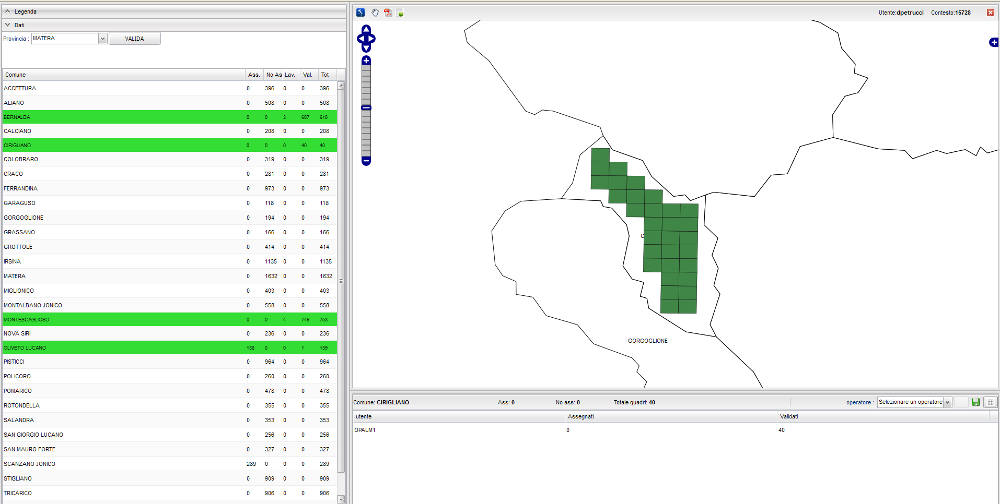 Legenda
Dati
Provincia : MATERA VALIDA
Comune Ass. No As Lav. Val. Tot
ACCETTURA 0 396 0 0 396
ALIANO 0 508 0 0 508
BERNALDA 0 0 3 607 610
CALCIANO 0 208 0 0 208
CIRIGLIANO 0 0 0 40 40
COLOBRARO 0 319 0 0 319
CRACO 0 281 0 0 281
FERRANDINA 0 973 0 0 973
GARAGUSO 0 118 0 0 118
GORGOGLIONE 0 194 0 0 194
GRASSANO 0 166 0 0 166
GROTTOLE 0 414 0 0 414
IRSINA 0 1135 0 0 1135
MATERA 0 1632 0 0 1632
MIGLIONICO 0 403 0 0 403
MONTALBANO JONICO 0 558 0 0 558
MONTESCAGLIOSO 0 0 4 749 753
NOVA SIRI 0 236 0 0 236
OLIVETO LUCANO 138 0 0 1 139
PISTICCI 0 964 0 0 964
POLICORO 0 260 0 0 260
POMARICO 0 478 0 0 478
ROTONDELLA 0 355 0 0 355
SALANDRA 0 353 0 0 353
SAN GIORGIO LUCANO 0 256 0 0 256
SAN MAURO FORTE 0 327 0 0 327
SCANZANO JONICO 289 0 0 0 289
STIGLIANO 0 909 0 0 909
TRICARICO 0 906 0 0 906
Utente:dpetrucci Contesto:15728
C
GORGOGLIONE
Comune: CIRIGLIANO Ass: 0 No ass: 0 Totale quadri: 40 operatore : Selezionare un operatore
utente Assegnati Validati
OPALM1 0 40